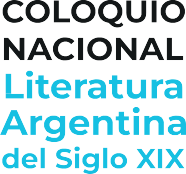 COLOQUIO
NACIONAL
Literatura
Argentina
del Siglo XIX